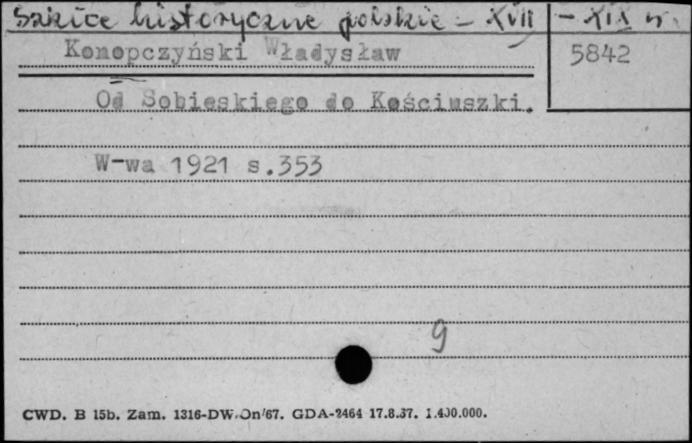 Szkice historyczne polskie - XVII - XIX w.
Konopczyński Władysław
5842
Od Sobieskiego do Kościuszki.
W-wa 1921 s.353
9
CWD. B 15b. Zam. 1316-DW.On/67. GDA-2464 17.8.67. 1.400.000.